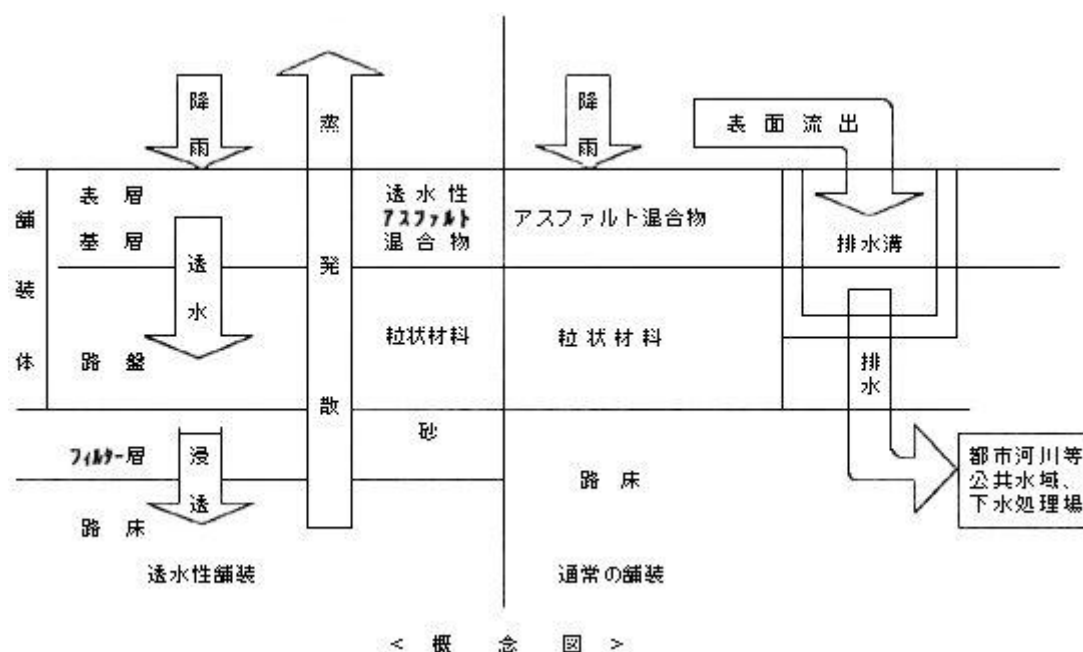 降雨
蒸発散
降雨
表面流出
舗装体
表層
基層
透水
透水性
アスファルト
混合物
アスファルト混合物
排水溝
路盤
粒状材料
粒状材料
排水
フィルター層
浸透
砂
路床
路床
都市河川等
公共水域、
下水処理場
透水性舗装
通常の舗装
< 概念図 >